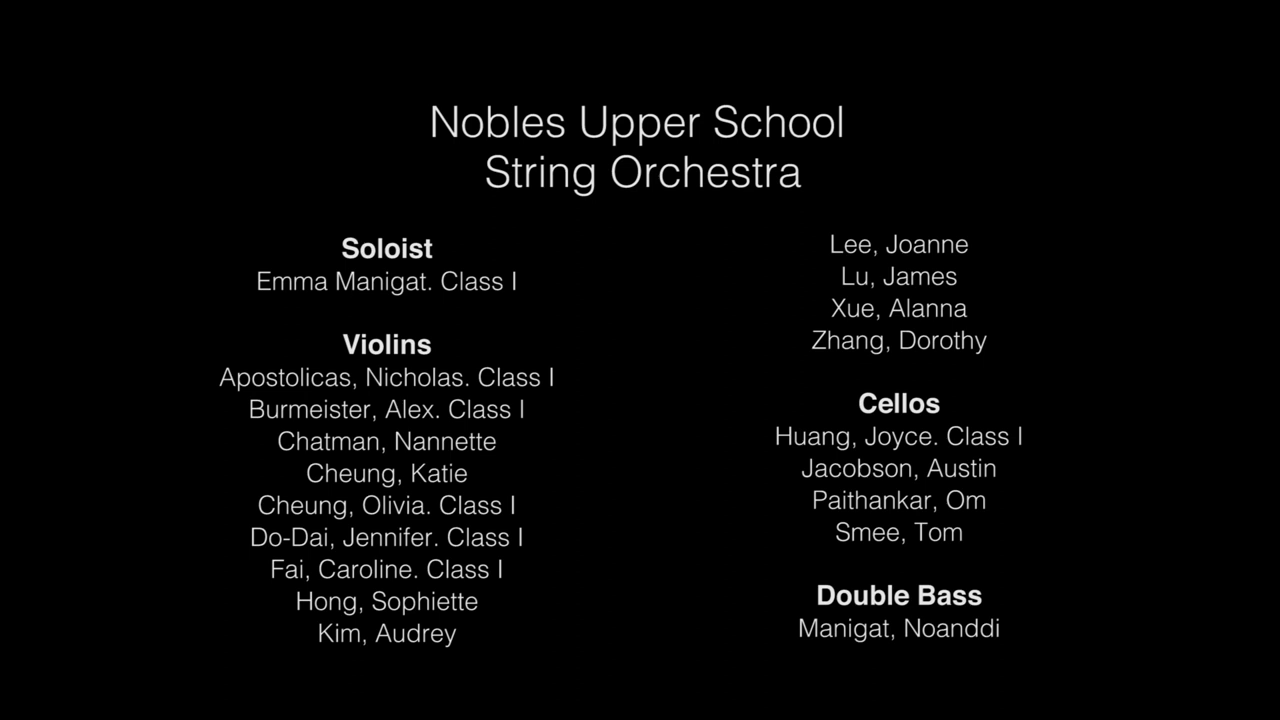 Nobles Upper School
String Orchestra
Soloist
Emma Manigat. Class I
Violins
Apostolicas, Nicholas. Class I
Burmeister, Alex. Class I
Chatman, Nannette
Cheung, Katie
Cheung, Olivia. Class I
Do-Dai, Jennifer. Class I
Fai, Caroline. Class I
Hong, Sophiette
Kim, Audrey
Lee, Joanne
Lu, James
Xue, Alanna
Zhang, Dorothy
Cellos
Huang, Joyce. Class I
Jacobson, Austin
Paithankar, Om
Smee, Tom
Double Bass
Manigat, Noanddi